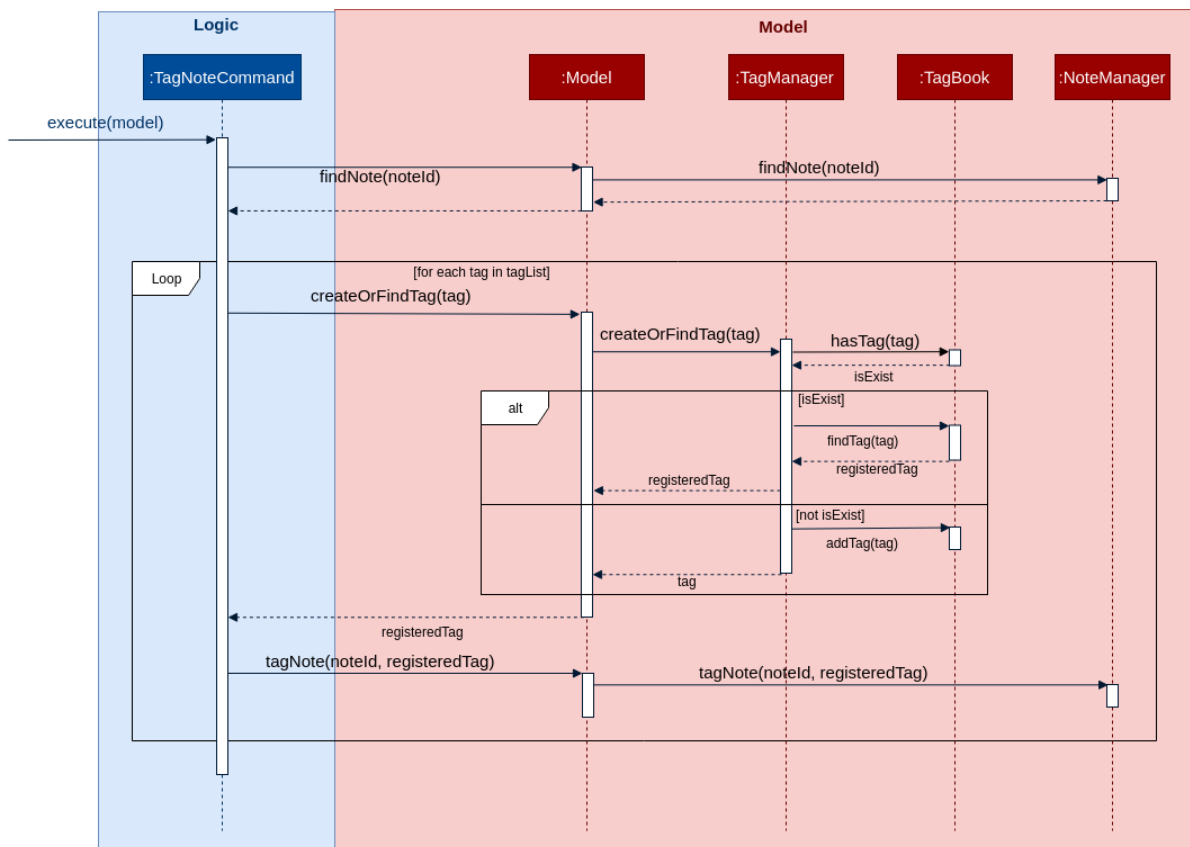 Logic
Model
:TagNoteCommand
:Model
:TagManager
:TagBook
:NoteManager
execute(model)
findNote(noteId)
findNote(noteId)
Loop
[for each tag in tagList]
createOrFindTag(tag)
createOrFindTag(tag)
hasTag(tag)
isExist
alt
[isExist]
findTag(tag)
registeredTag
registeredTag
[not isExist]
addTag(tag)
tag
registeredTag
tagNote(noteId, registeredTag)
tagNote(noteId, registeredTag)